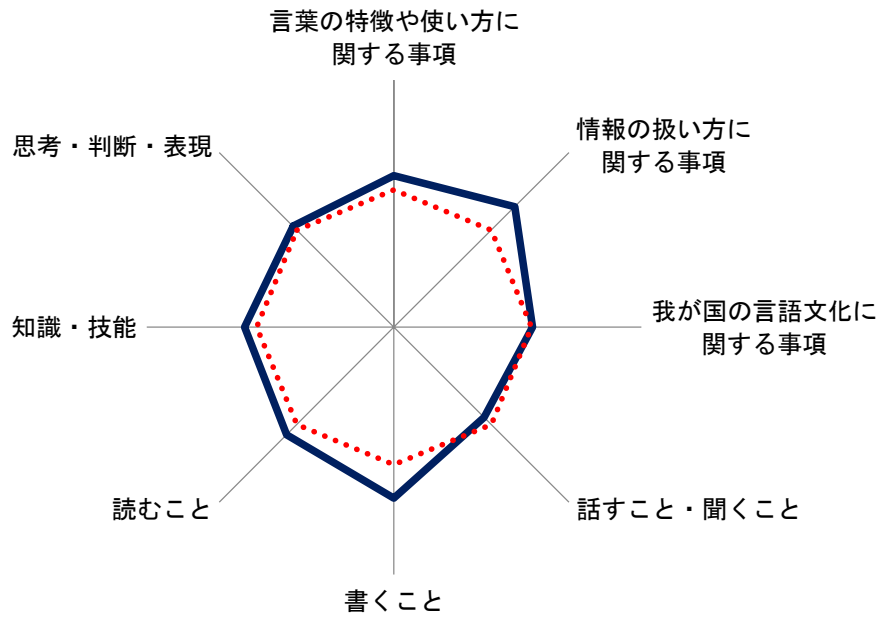 言葉の特徴や使い方に
関する事項
情報の扱い方に
関する事項
我が国の言語文化に
関する事項
話すこと・聞くこと
書くこと
読むこと
知識・技能
思考・判断・表現